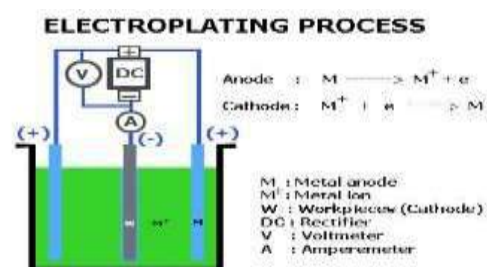 ELECTROPLATING PROCESS
+
V DC
−
A
Anode : M ----> M⁺ + e
Cathode : M⁺ + e ----> M
(+) (-) (+)
W M⁺ M
M : Metal anode
M⁺ : Metal Ion
W : Workpieces (Cathode)
DC : Rectifier
V : Voltmeter
A : Amperemeter